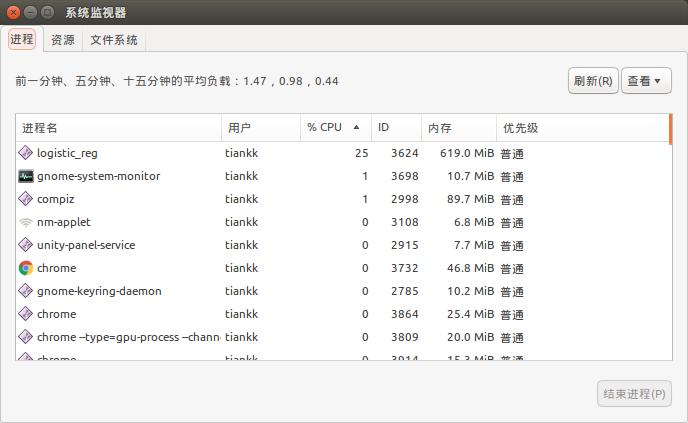 系统监视器
进程 资源 文件系统
前一分钟、五分钟、十五分钟的平均负载：1.47，0.98，0.44 刷新(R) 查看
进程名 用户 % CPU ID 内存 优先级
logistic_reg tiankk 25 3624 619.0 MiB 普通
gnome-system-monitor tiankk 1 3698 10.7 MiB 普通
compiz tiankk 1 2998 89.7 MiB 普通
nm-applet tiankk 0 3108 6.8 MiB 普通
unity-panel-service tiankk 0 2915 7.7 MiB 普通
chrome tiankk 0 3732 46.8 MiB 普通
gnome-keyring-daemon tiankk 0 2785 10.2 MiB 普通
chrome tiankk 0 3864 25.4 MiB 普通
chrome --type=gpu-process --chann tiankk 0 3809 20.0 MiB 普通
chrome tiankk 0 3914 15.3 MiB 普通
结束进程(P)